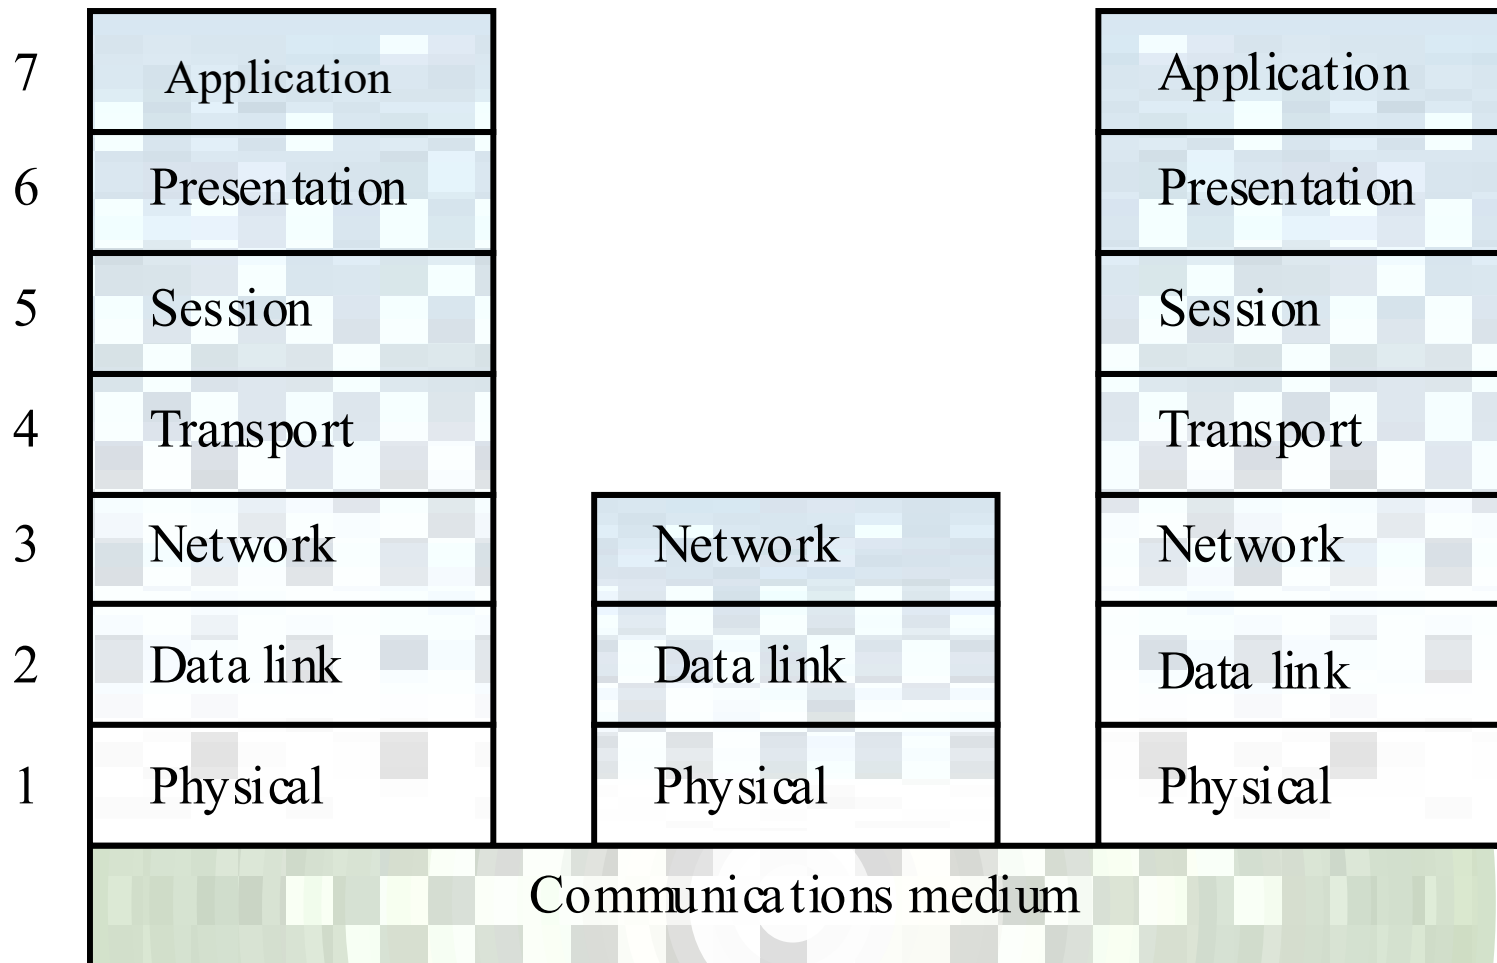 7 Application Application
6 Presentation Presentation
5 Session Session
4 Transport Transport
3 Network Network Network
2 Data link Data link Data link
1 Physical Physical Physical
Communications medium